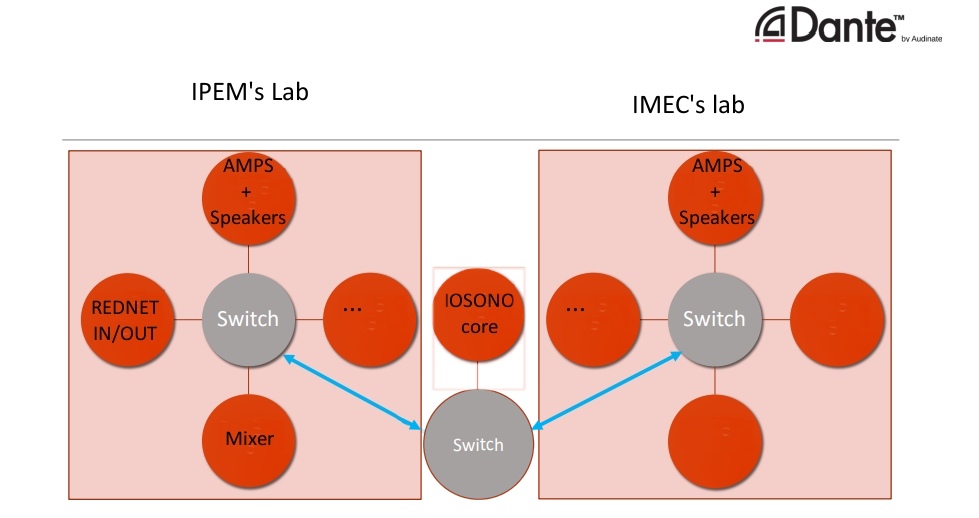 Dante™
by Audinate
IPEM's Lab
IMEC's lab
AMPS
+
Speakers
REDNET
IN/OUT
Switch
...
Mixer
IOSONO
core
Switch
AMPS
+
Speakers
...
Switch